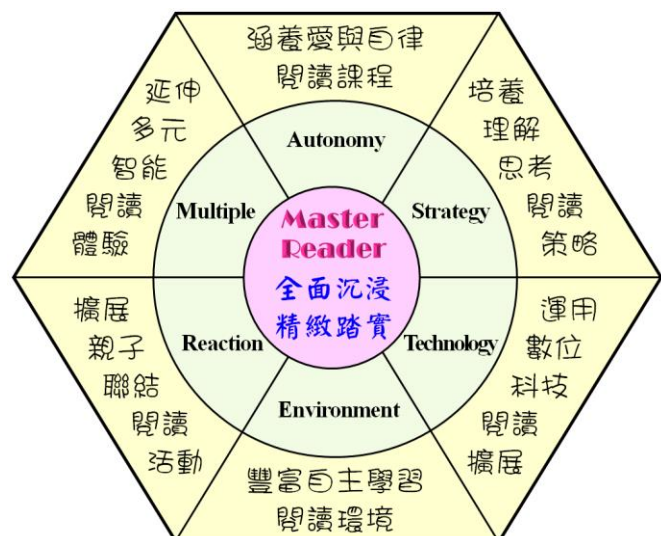 涵養愛與自律
閱讀課程
Autonomy
培養
理解
思考
閱讀
策略
Strategy
運用
數位
科技
閱讀
擴展
Technology
豐富自主學習
閱讀環境
Environment
擴展
親子
聯結
閱讀
活動
Reaction
延伸
多元
智能
閱讀
體驗
Multiple
Master
Reader
全面沉浸
精緻踏實